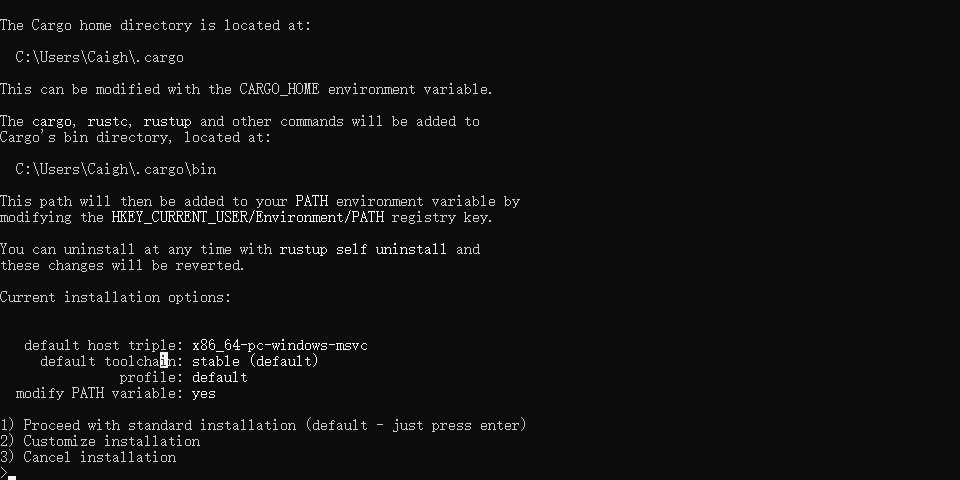 The Cargo home directory is located at:
C:\Users\Caigh\.cargo
This can be modified with the CARGO_HOME environment variable.
The cargo, rustc, rustup and other commands will be added to
Cargo's bin directory, located at:
C:\Users\Caigh\.cargo\bin
This path will then be added to your PATH environment variable by
modifying the HKEY_CURRENT_USER/Environment/PATH registry key.
You can uninstall at any time with rustup self uninstall and
these changes will be reverted.
Current installation options:
default host triple: x86_64-pc-windows-msvc
default toolchain: stable (default)
profile: default
modify PATH variable: yes
1) Proceed with standard installation (default - just press enter)
2) Customize installation
3) Cancel installation
>